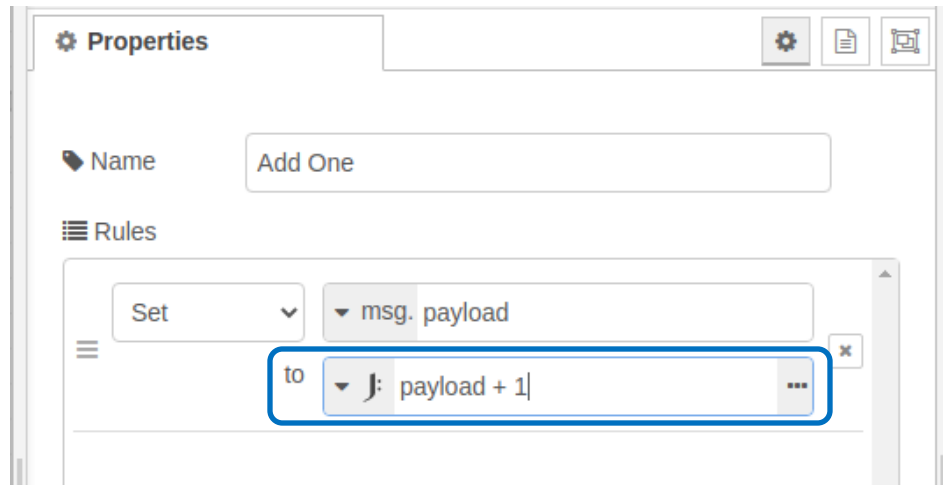 Properties
Name
Add One
Rules
Set
msg. payload
to
J: payload + 1